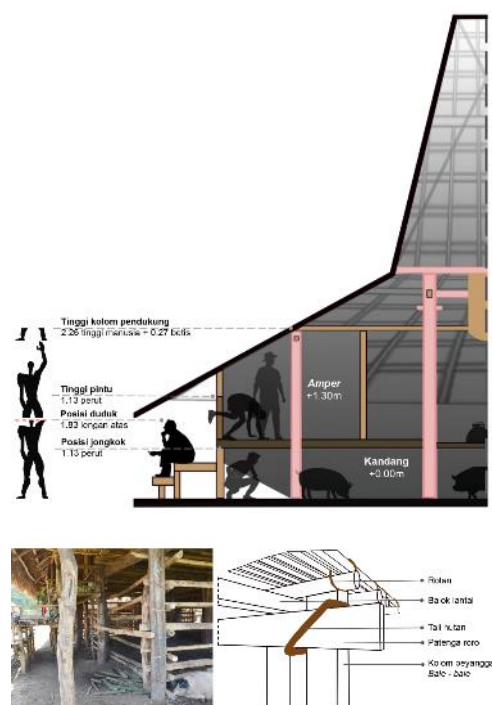 Tinggi kolom pendukung
2.26 tinggi manusia + 0.27 betis
Tinggi pintu
1.13 perut
Posisi duduk
1.83 lengan atas
Posisi jongkok
1.13 perut
Amper
+1.30m
Kandang
+0.00m
Rotan
Balok lantai
Tali hutan
Patenga roro
Kolom peyangga
Bale - bale